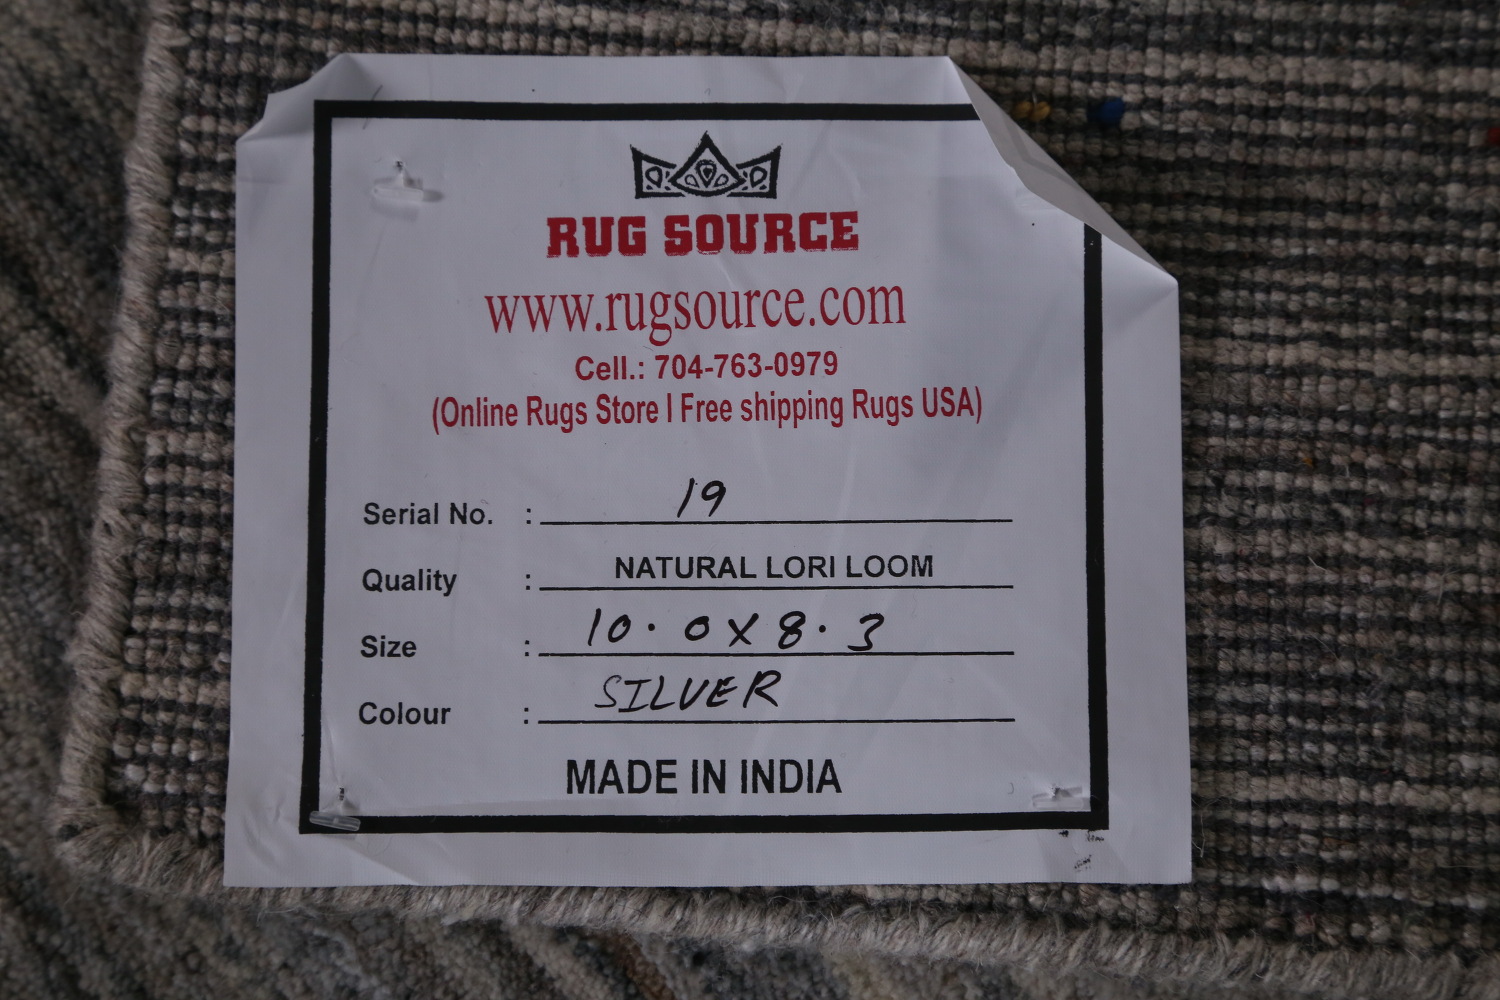 RUG SOURCE
www.rugsource.com
Cell.: 704-763-0979
(Online Rugs Store I Free shipping Rugs USA)
Serial No. : 19
Quality : NATURAL LORI LOOM
Size : 10.0X8.3
Colour : SILVER
MADE IN INDIA